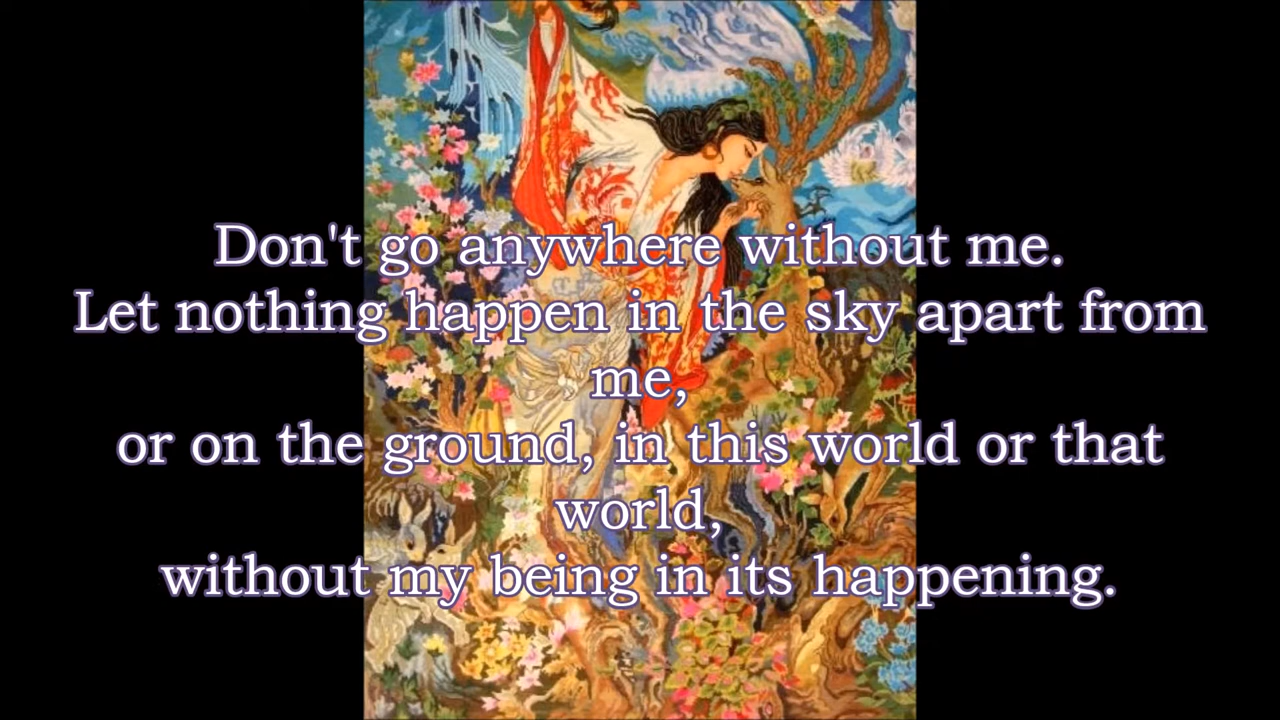 Don't go anywhere without me.
Let nothing happen in the sky apart from
me,
or on the ground, in this world or that
world,
without my being in its happening.